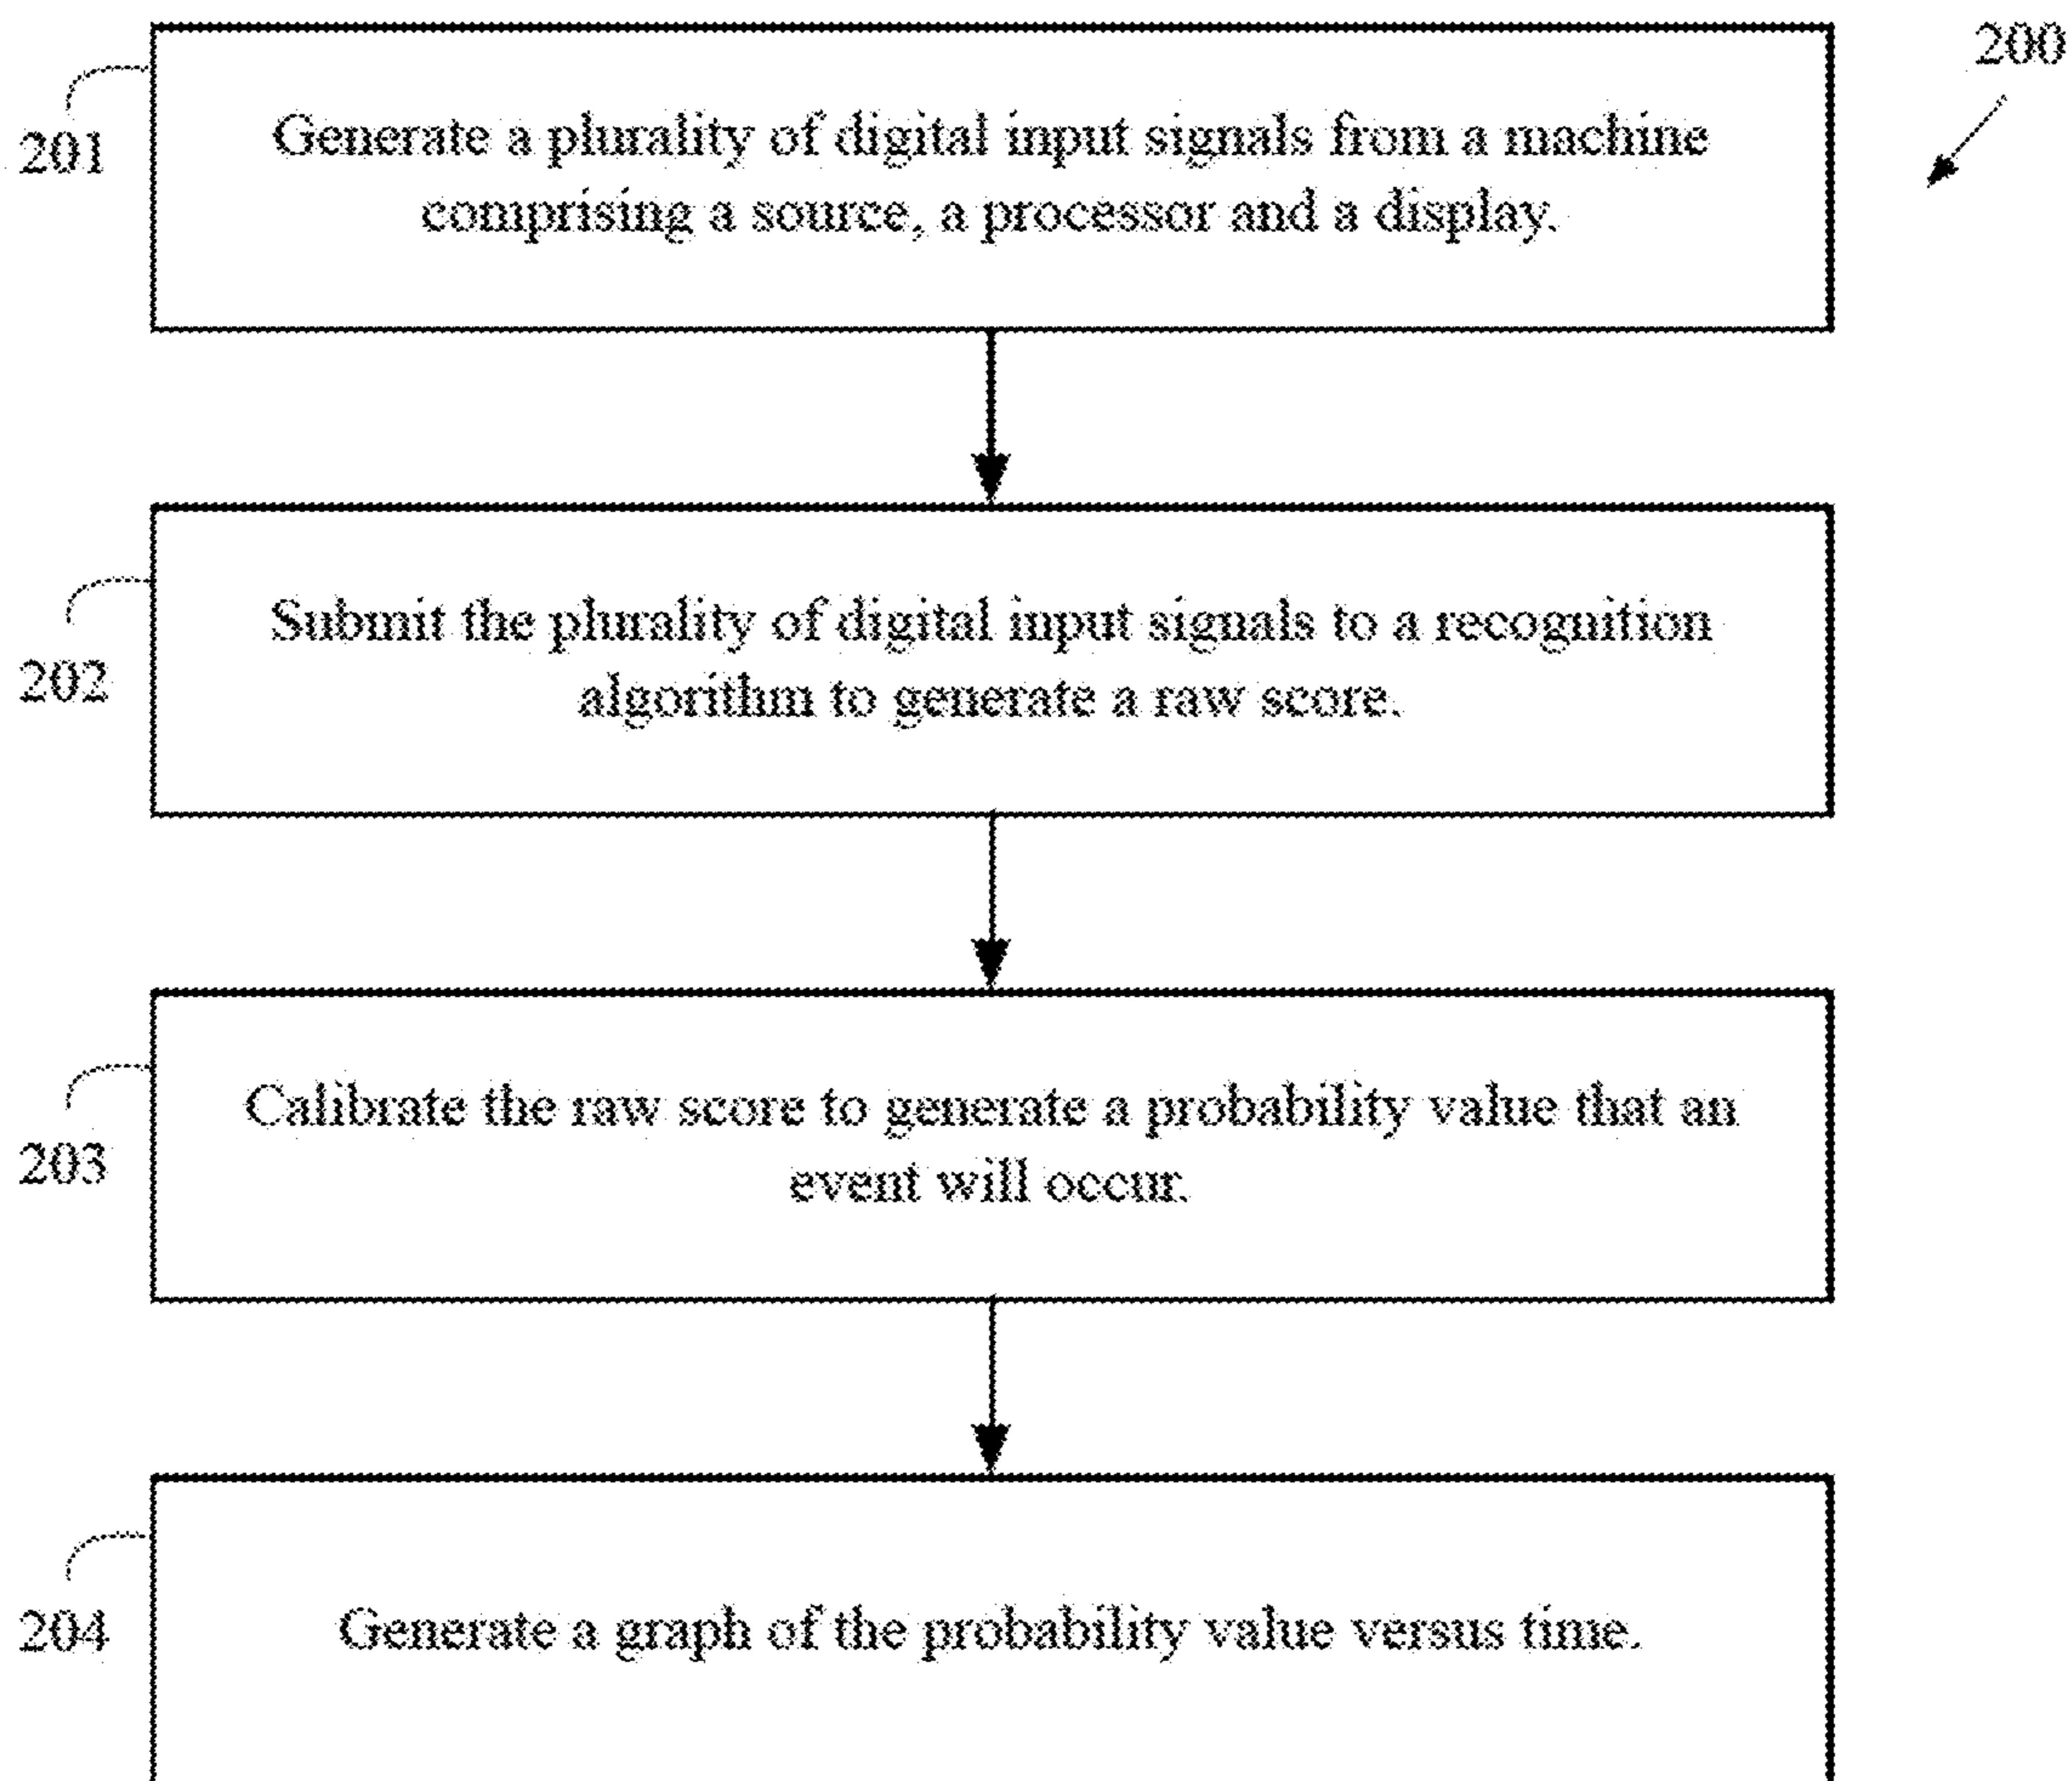 200
201
Generate a plurality of digital input signals from a machine
comprising a source, a processor and a display.
202
Submit the plurality of digital input signals to a recognition
algorithm to generate a raw score.
203
Calibrate the raw score to generate a probability value that an
event will occur.
204
Generate a graph of the probability value versus time.